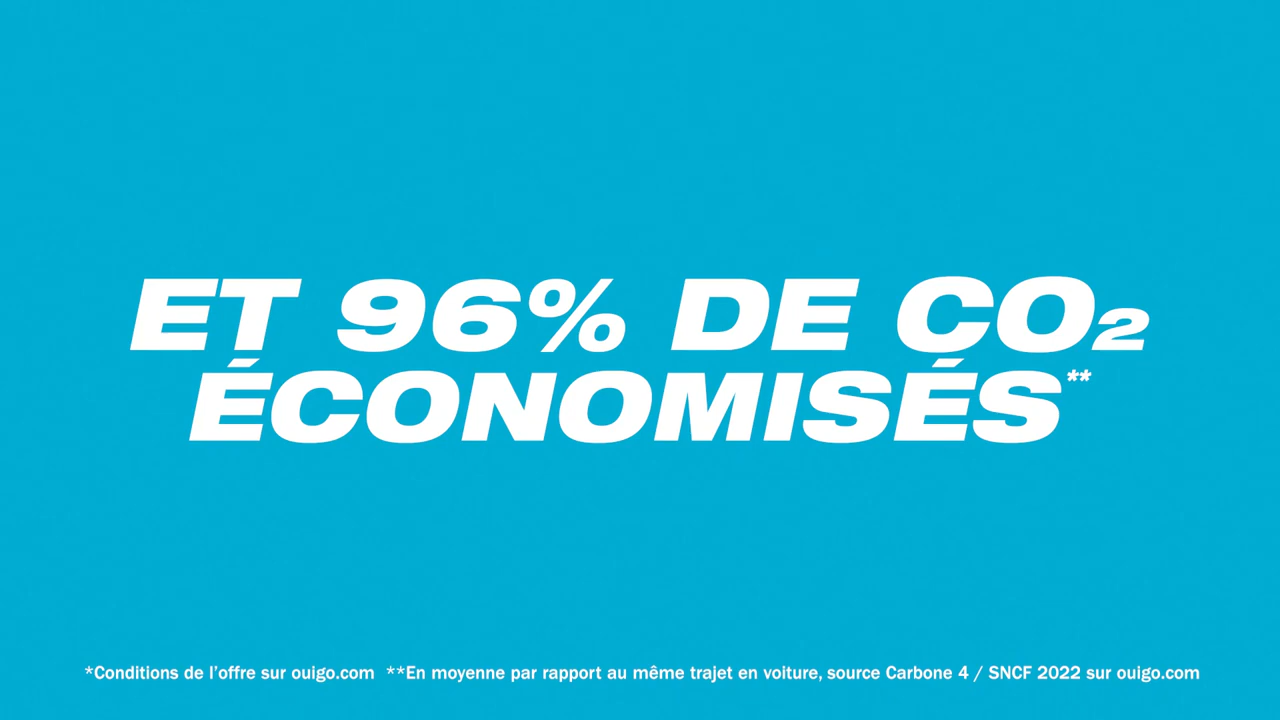 ET 96% DE CO₂
ÉCONOMISÉS**
*Conditions de l’offre sur ouigo.com  **En moyenne par rapport au même trajet en voiture, source Carbone 4 / SNCF 2022 sur ouigo.com